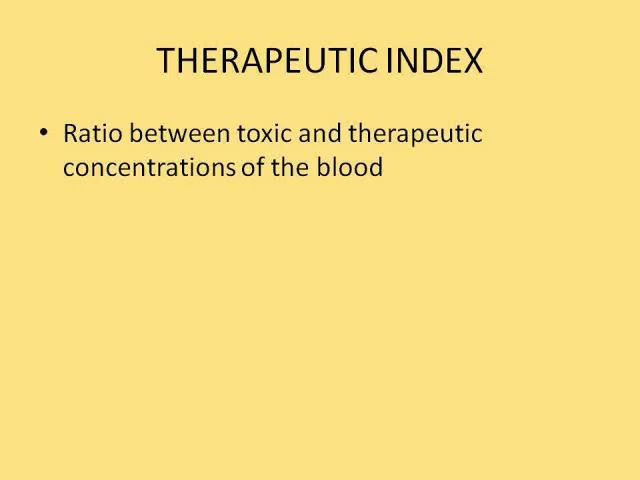 THERAPEUTIC INDEX
• Ratio between toxic and therapeutic
concentrations of the blood